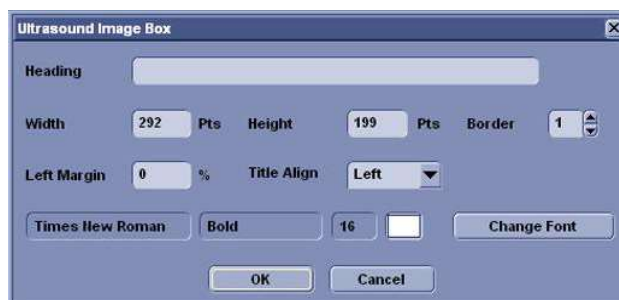 Ultrasound Image Box
Heading
Width 292 Pts Height 199 Pts Border 1
Left Margin 0 % Title Align Left
Times New Roman Bold 16 Change Font
OK Cancel